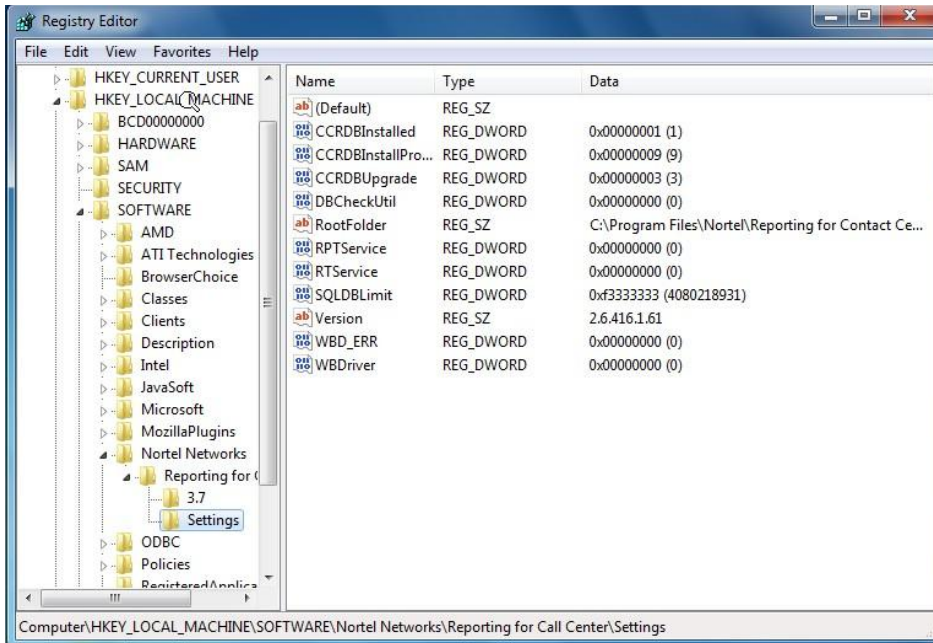 Registry Editor
File Edit View Favorites Help
HKEY_CURRENT_USER
HKEY_LOCAL_MACHINE
BCD00000000
HARDWARE
SAM
SECURITY
SOFTWARE
AMD
ATI Technologies
BrowserChoice
Classes
Clients
Description
Intel
JavaSoft
Microsoft
MozillaPlugins
Nortel Networks
Reporting for
3.7
Settings
ODBC
Policies
Name Type Data
(Default) REG_SZ
CCRDBInstalled REG_DWORD 0x00000001 (1)
CCRDBInstallPro... REG_DWORD 0x00000009 (9)
CCRDBUpgrade REG_DWORD 0x00000003 (3)
DBCheckUtil REG_DWORD 0x00000000 (0)
RootFolder REG_SZ C:\Program Files\Nortel\Reporting for Contact Ce...
RPTService REG_DWORD 0x00000000 (0)
RTService REG_DWORD 0x00000000 (0)
SQLDBLimit REG_DWORD 0xf3333333 (4080218931)
Version REG_SZ 2.6.416.1.61
WBD_ERR REG_DWORD 0x00000000 (0)
WBDriver REG_DWORD 0x00000000 (0)
Computer\HKEY_LOCAL_MACHINE\SOFTWARE\Nortel Networks\Reporting for Call Center\Settings